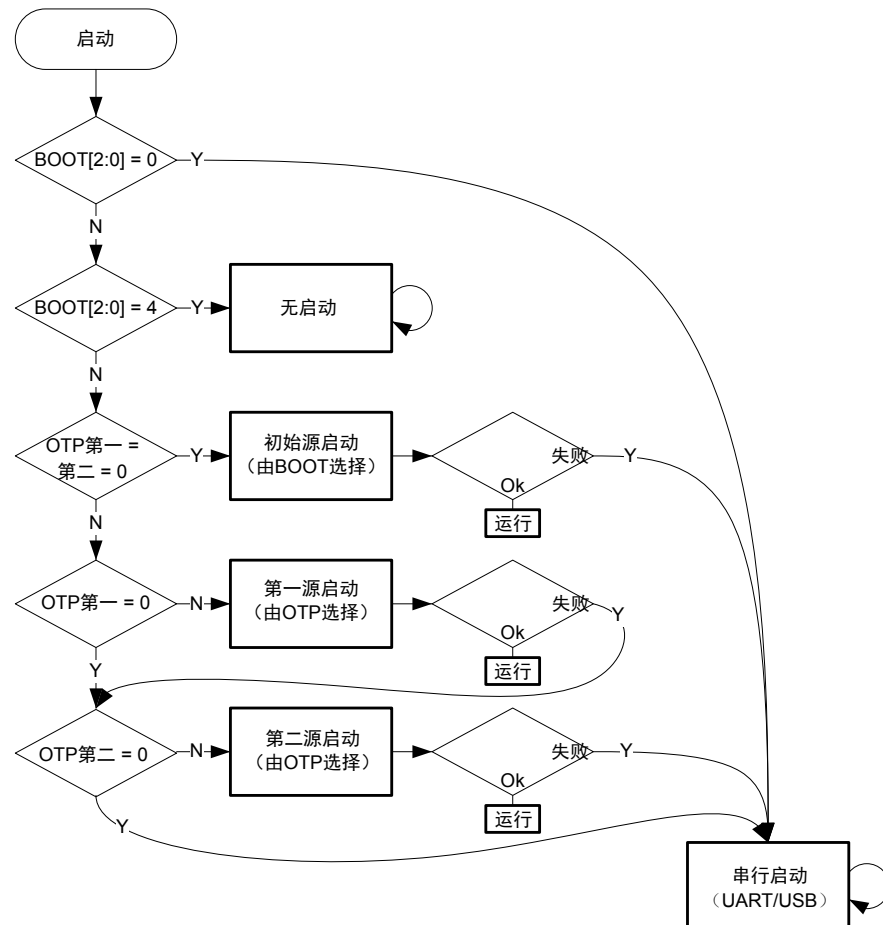 启动
BOOT[2:0] = 0
Y
N
BOOT[2:0] = 4
Y
无启动
N
OTP第一 =
第二 = 0
Y
初始源启动
（由BOOT选择）
失败
Y
Ok
运行
N
OTP第一 = 0
N
第一源启动
（由OTP选择）
失败
Y
Ok
运行
Y
OTP第二 = 0
N
第二源启动
（由OTP选择）
失败
Y
Ok
运行
Y
串行启动
（UART/USB）